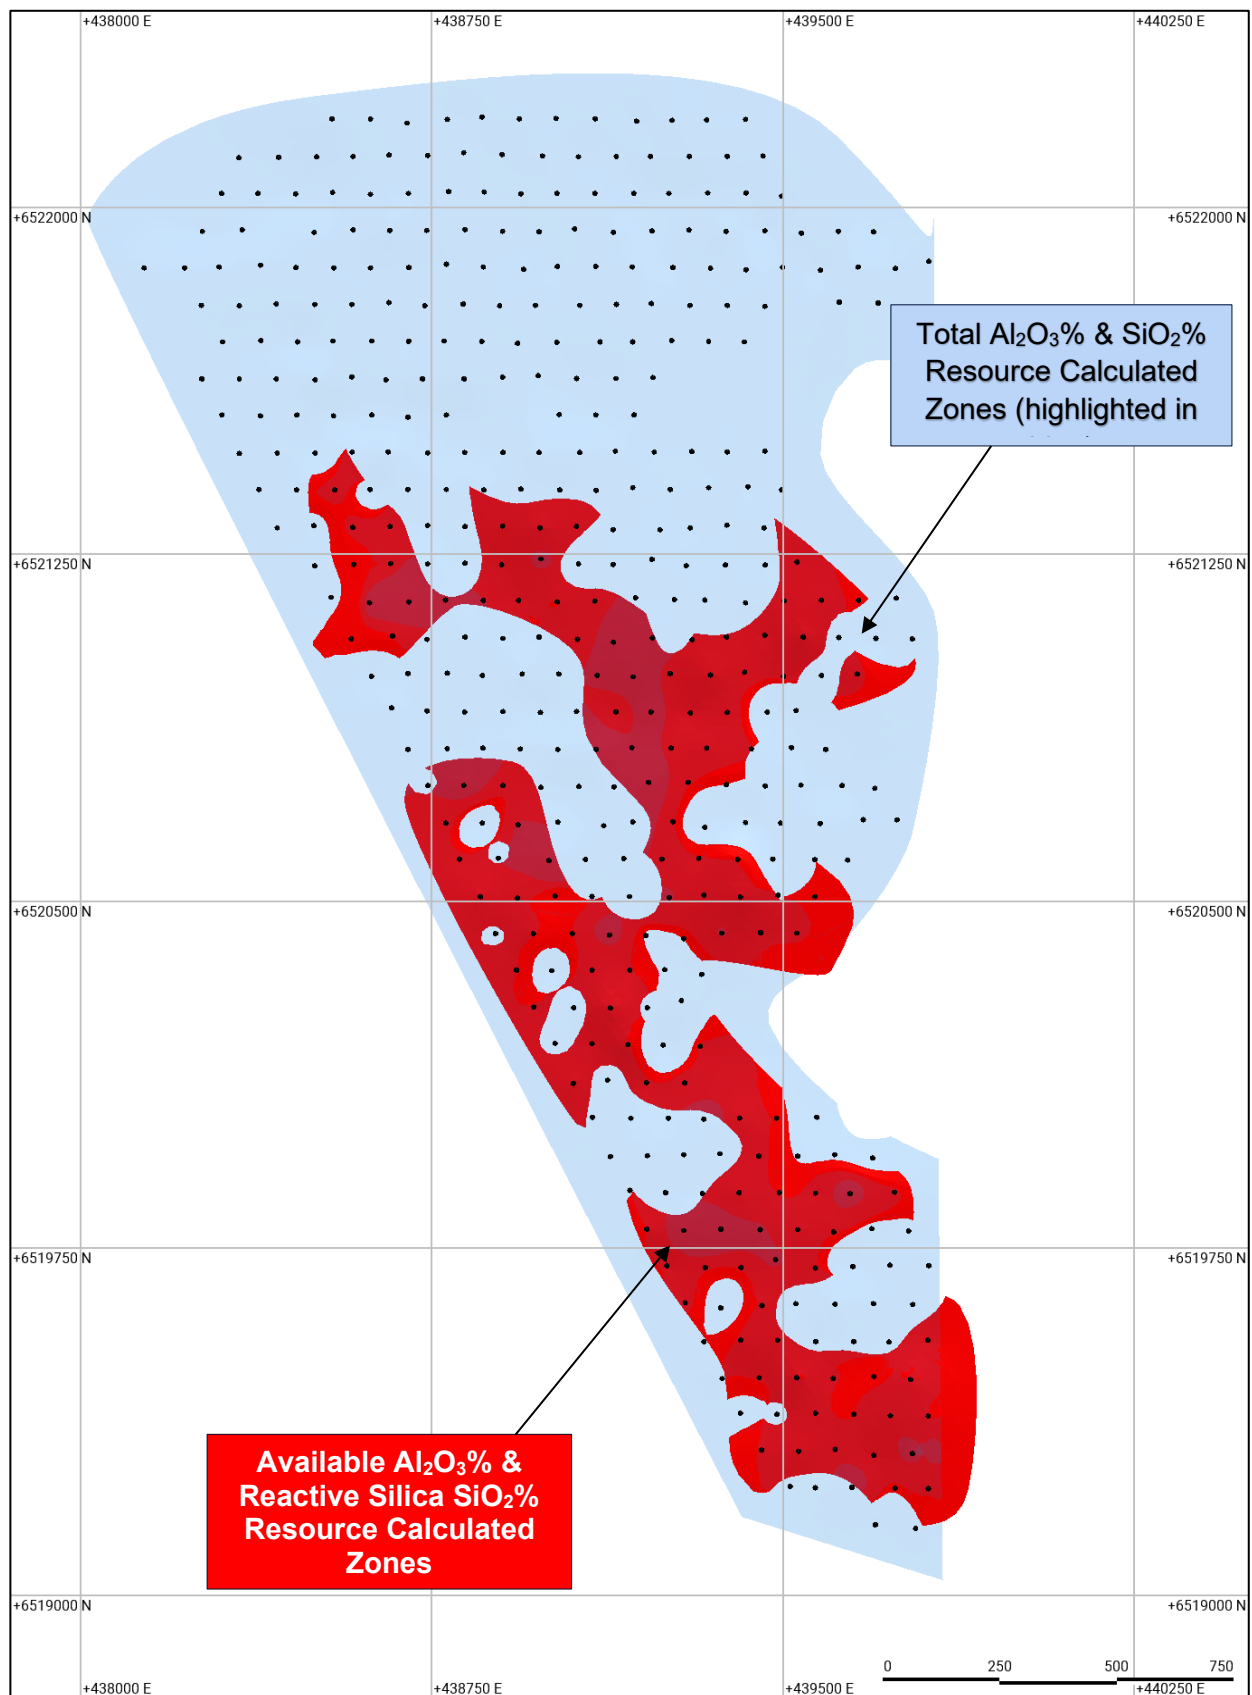 +438000 E
+438750 E
+439500 E
+440250 E
+6522000 N
+6522000 N
Total Al₂O₃% & SiO₂%
Resource Calculated
Zones (highlighted in
+6521250 N
+6521250 N
+6520500 N
+6520500 N
+6519750 N
+6519750 N
Available Al₂O₃% &
Reactive Silica SiO₂%
Resource Calculated
Zones
+6519000 N
+6519000 N
0 250 500 750
+438000 E
+438750 E
+439500 E
+440250 E